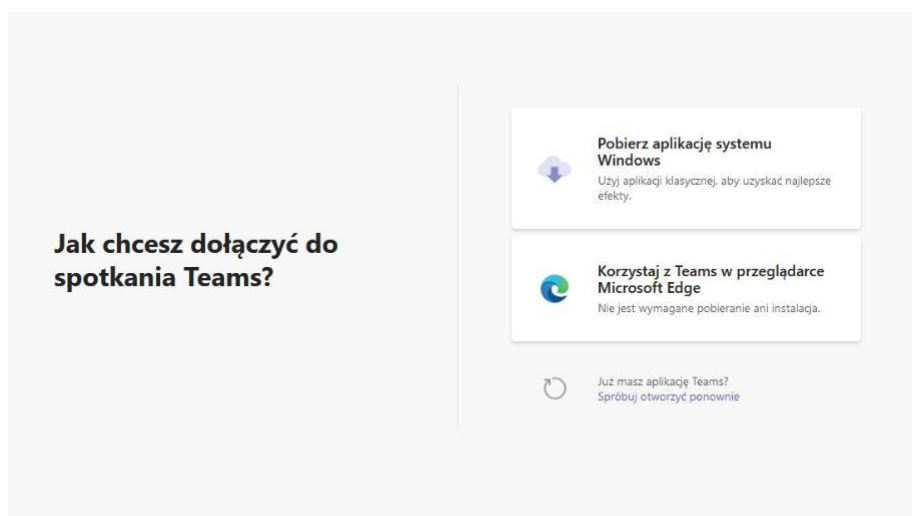 Jak chcesz dołączyć do
spotkania Teams?
Pobierz aplikację systemu
Windows
Użyj aplikacji klasycznej, aby uzyskać najlepsze
efekty.
Korzystaj z Teams w przeglądarce
Microsoft Edge
Nie jest wymagane pobieranie ani instalacja.
Już masz aplikację Teams?
Spróbuj otworzyć ponownie